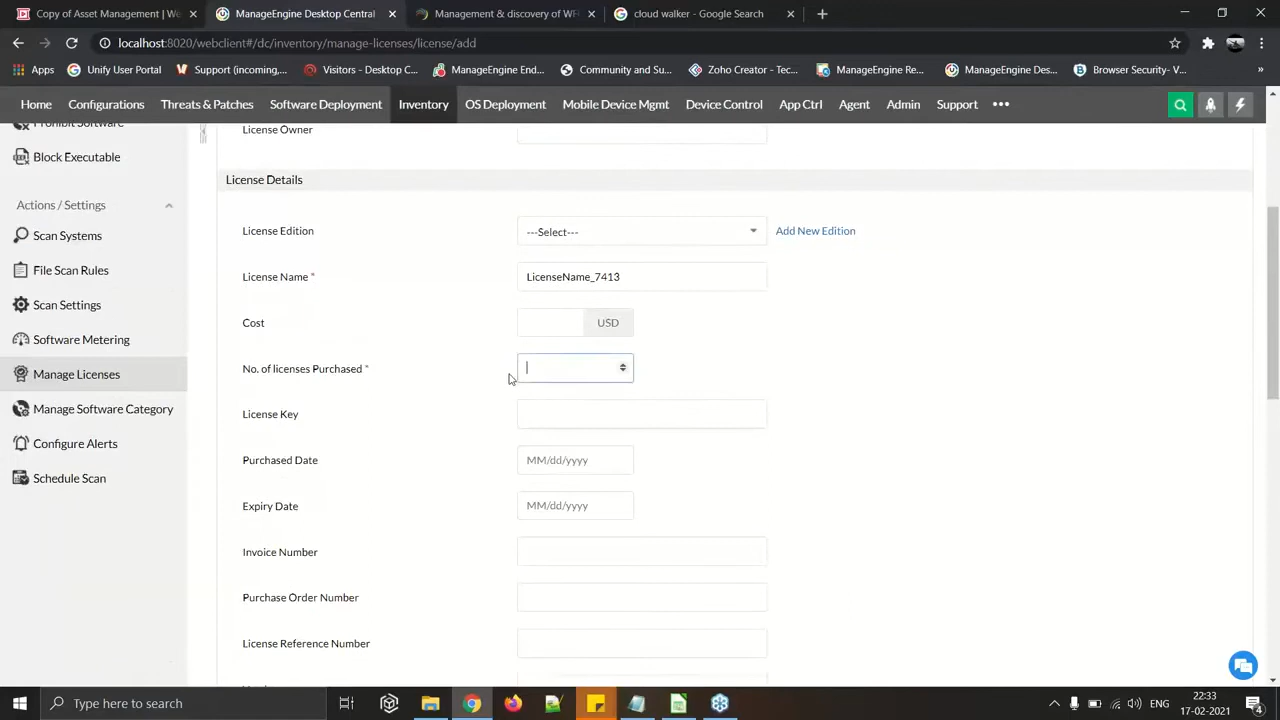 Copy of Asset Management | We
ManageEngine Desktop Central
Management & discovery of WFH
cloud walker - Google Search
localhost:8020/webclient#/dc/inventory/manage-licenses/license/add
Apps
Unify User Portal
Support (incoming,...
Visitors - Desktop C...
ManageEngine End...
Community and Su...
Zoho Creator - Tec...
ManageEngine Re...
ManageEngine Des...
Browser Security- V...
Home
Configurations
Threats & Patches
Software Deployment
Inventory
OS Deployment
Mobile Device Mgmt
Device Control
App Ctrl
Agent
Admin
Support
Prohibit Software
Block Executable
Actions / Settings
Scan Systems
File Scan Rules
Scan Settings
Software Metering
Manage Licenses
Manage Software Category
Configure Alerts
Schedule Scan
License Owner
License Details
License Edition
---Select---
Add New Edition
License Name *
LicenseName_7413
Cost
USD
No. of licenses Purchased *
License Key
Purchased Date
MM/dd/yyyy
Expiry Date
MM/dd/yyyy
Invoice Number
Purchase Order Number
License Reference Number
Type here to search
ENG
22:33
17-02-2021
4